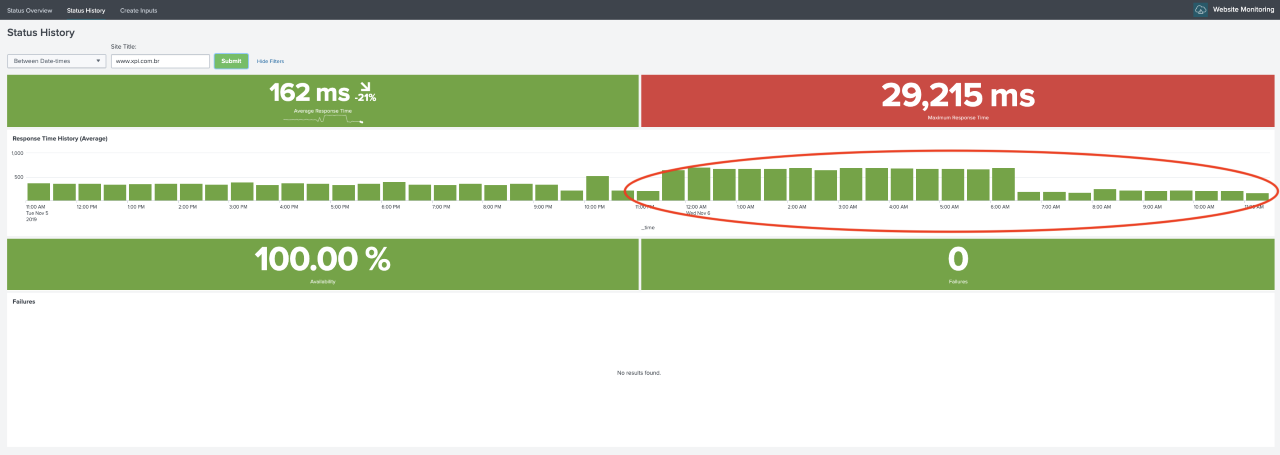 Status Overview Status History Create Inputs Website Monitoring
Status History
Site Title:
Between Date-times www.xpi.com.br Submit Hide Filters
162 ms -21%
Average Response Time
29,215 ms
Maximum Response Time
Response Time History (Average)
1,000
500
11:00 AM 12:00 PM 1:00 PM 2:00 PM 3:00 PM 4:00 PM 5:00 PM 6:00 PM 7:00 PM 8:00 PM 9:00 PM 10:00 PM 11:00 PM 12:00 AM 1:00 AM 2:00 AM 3:00 AM 4:00 AM 5:00 AM 6:00 AM 7:00 AM 8:00 AM 9:00 AM 10:00 AM 11:00 AM
Tue Nov 5 Wed Nov 6
2019
_time
100.00 %
Availability
0
Failures
Failures
No results found.